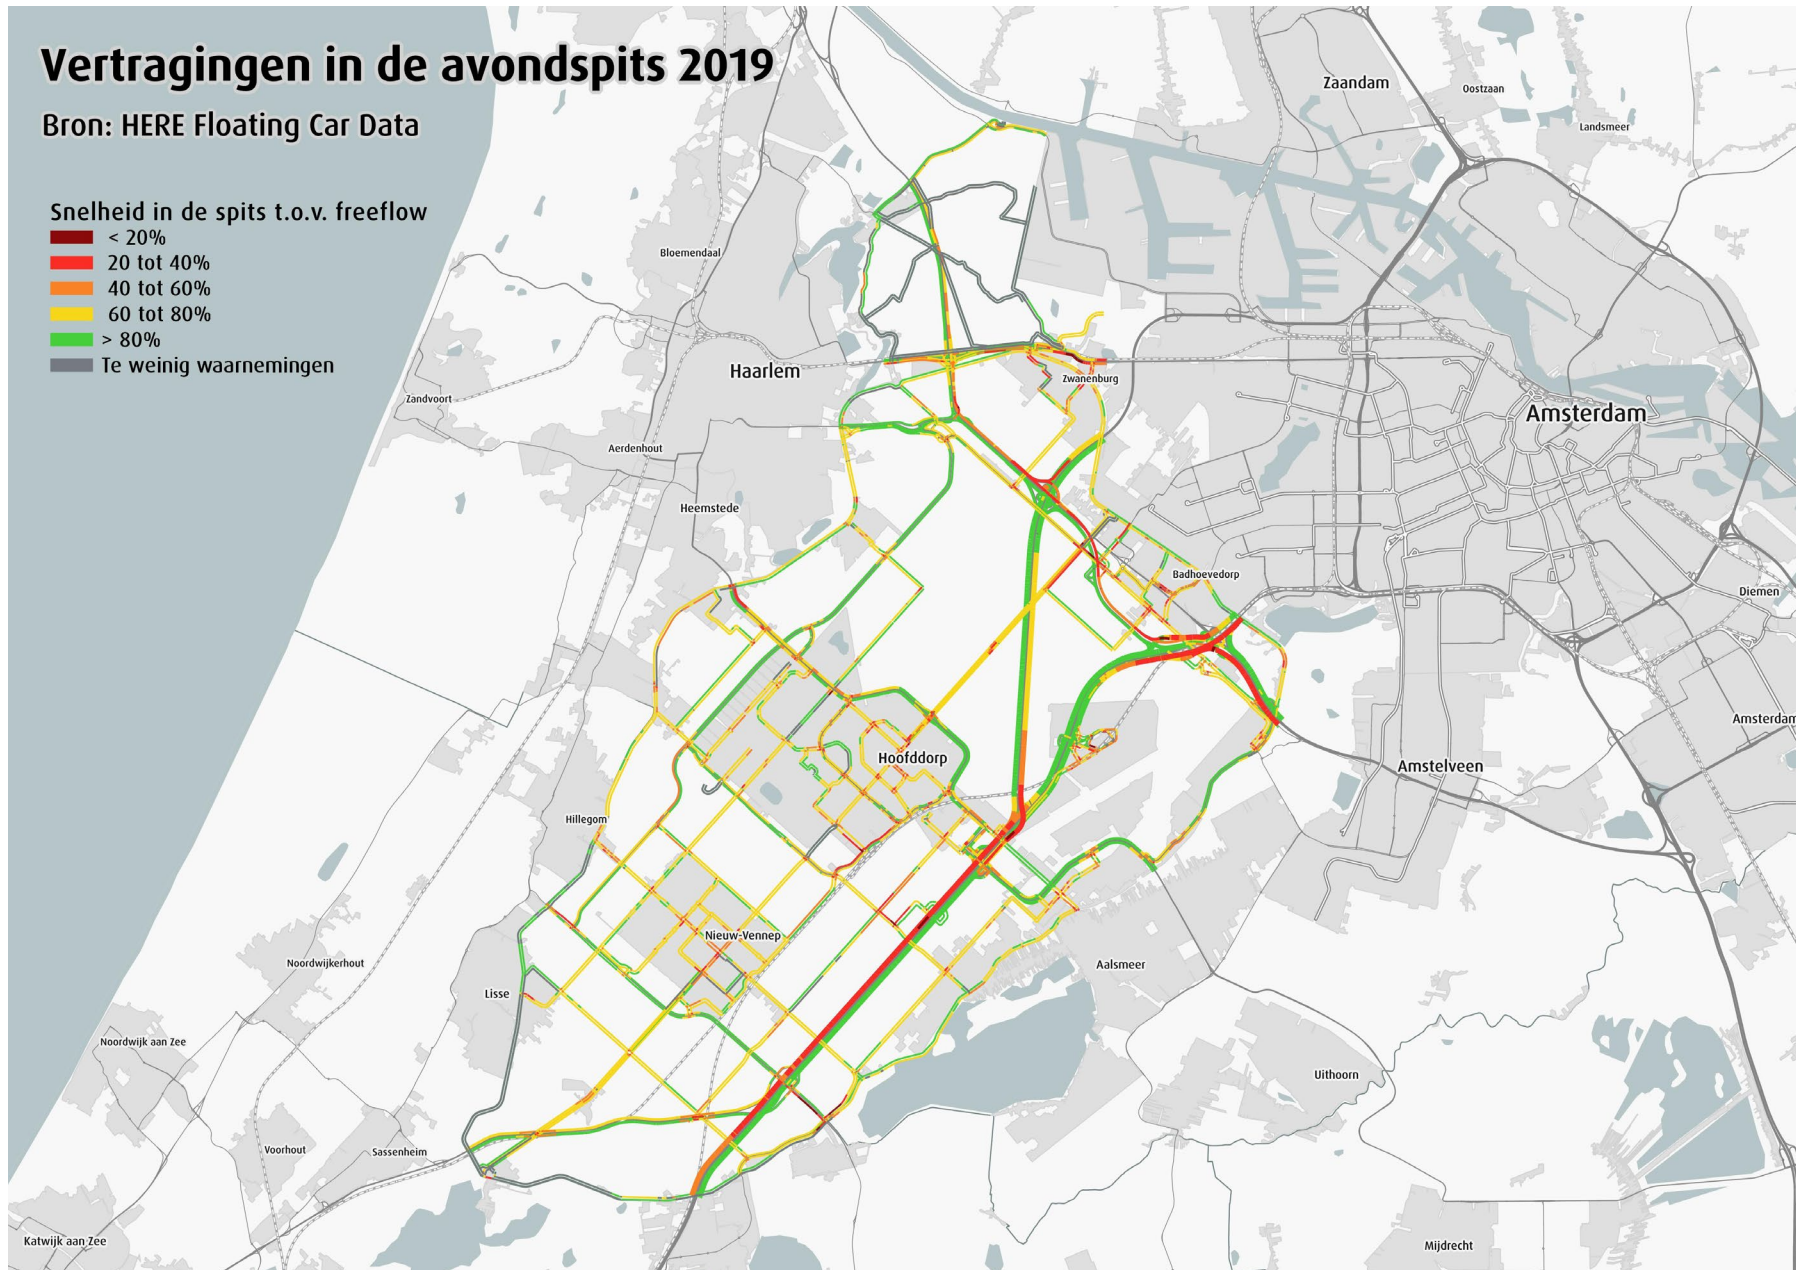 Vertragingen in de avondspits 2019
Bron: HERE Floating Car Data
Snelheid in de spits t.o.v. freeflow
< 20%
20 tot 40%
40 tot 60%
60 tot 80%
> 80%
Te weinig waarnemingen
Zaandam
Oostzaan
Landsmeer
Bloemendaal
Haarlem
Zwanenburg
Zandvoort
Amsterdam
Aerdenhout
Heemstede
Badhoevedorp
Diemen
Amsterdam
Hoofddorp
Amstelveen
Hillegom
Nieuw-Vennep
Noordwijkerhout
Aalsmeer
Lisse
Noordwijk aan Zee
Uithoorn
Voorhout
Sassenheim
Katwijk aan Zee
Mijdrecht